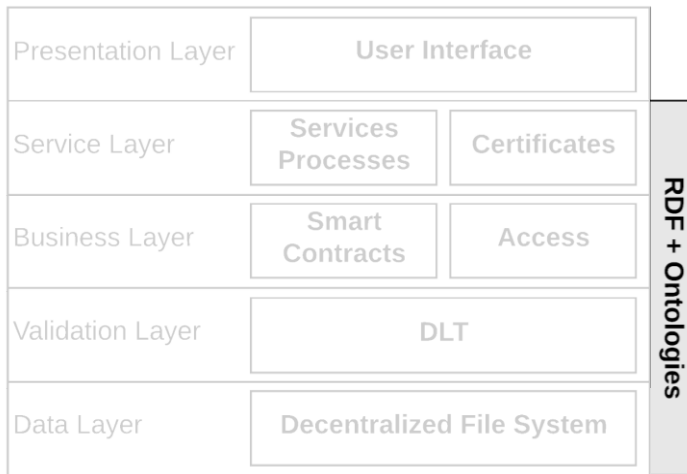 Presentation Layer
User Interface
Service Layer
Services
Processes
Certificates
Business Layer
Smart
Contracts
Access
Validation Layer
DLT
Data Layer
Decentralized File System
RDF + Ontologies